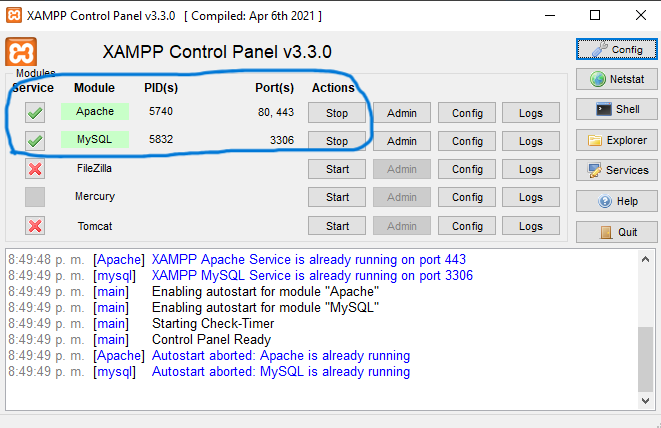 XAMPP Control Panel v3.3.0 [ Compiled: Apr 6th 2021 ]
XAMPP Control Panel v3.3.0
Config
Modules
Service Module PID(s) Port(s) Actions
Netstat
Apache 5740 80, 443 Stop Admin Config Logs
Shell
MySQL 5832 3306 Stop Admin Config Logs
Explorer
FileZilla Start Admin Config Logs
Services
Mercury Start Admin Config Logs
Help
Tomcat Start Admin Config Logs
Quit
8:49:48 p. m. [Apache] XAMPP Apache Service is already running on port 443
8:49:49 p. m. [mysql] XAMPP MySQL Service is already running on port 3306
8:49:49 p. m. [main] Enabling autostart for module "Apache"
8:49:49 p. m. [main] Enabling autostart for module "MySQL"
8:49:49 p. m. [main] Starting Check-Timer
8:49:49 p. m. [main] Control Panel Ready
8:49:49 p. m. [Apache] Autostart aborted: Apache is already running
8:49:49 p. m. [mysql] Autostart aborted: MySQL is already running